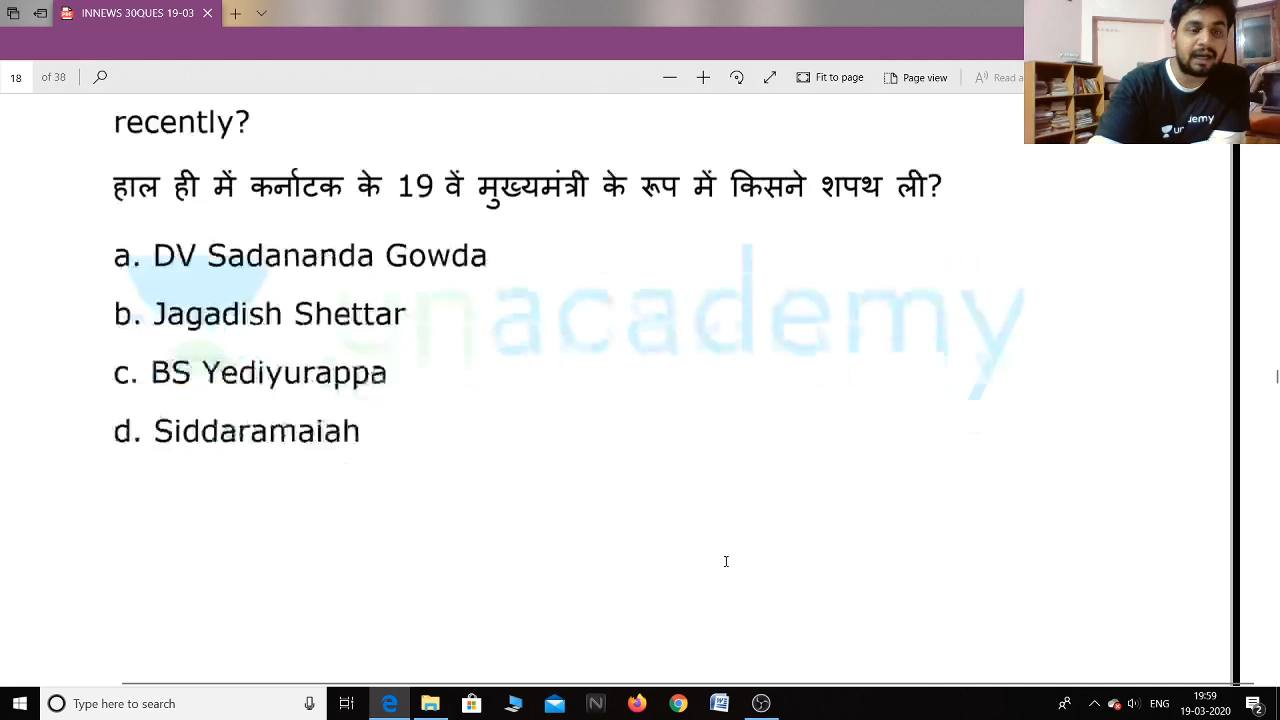 INNEWS 30QUES 19-03
18 of 38 Fit to page Page view Read a
recently?
हाल ही में कर्नाटक के 19 वें मुख्यमंत्री के रूप में किसने शपथ ली?
a. DV Sadananda Gowda
b. Jagadish Shettar
c. BS Yediyurappa
d. Siddaramaiah
unacademy
Type here to search
ENG
19:59
19-03-2020
2